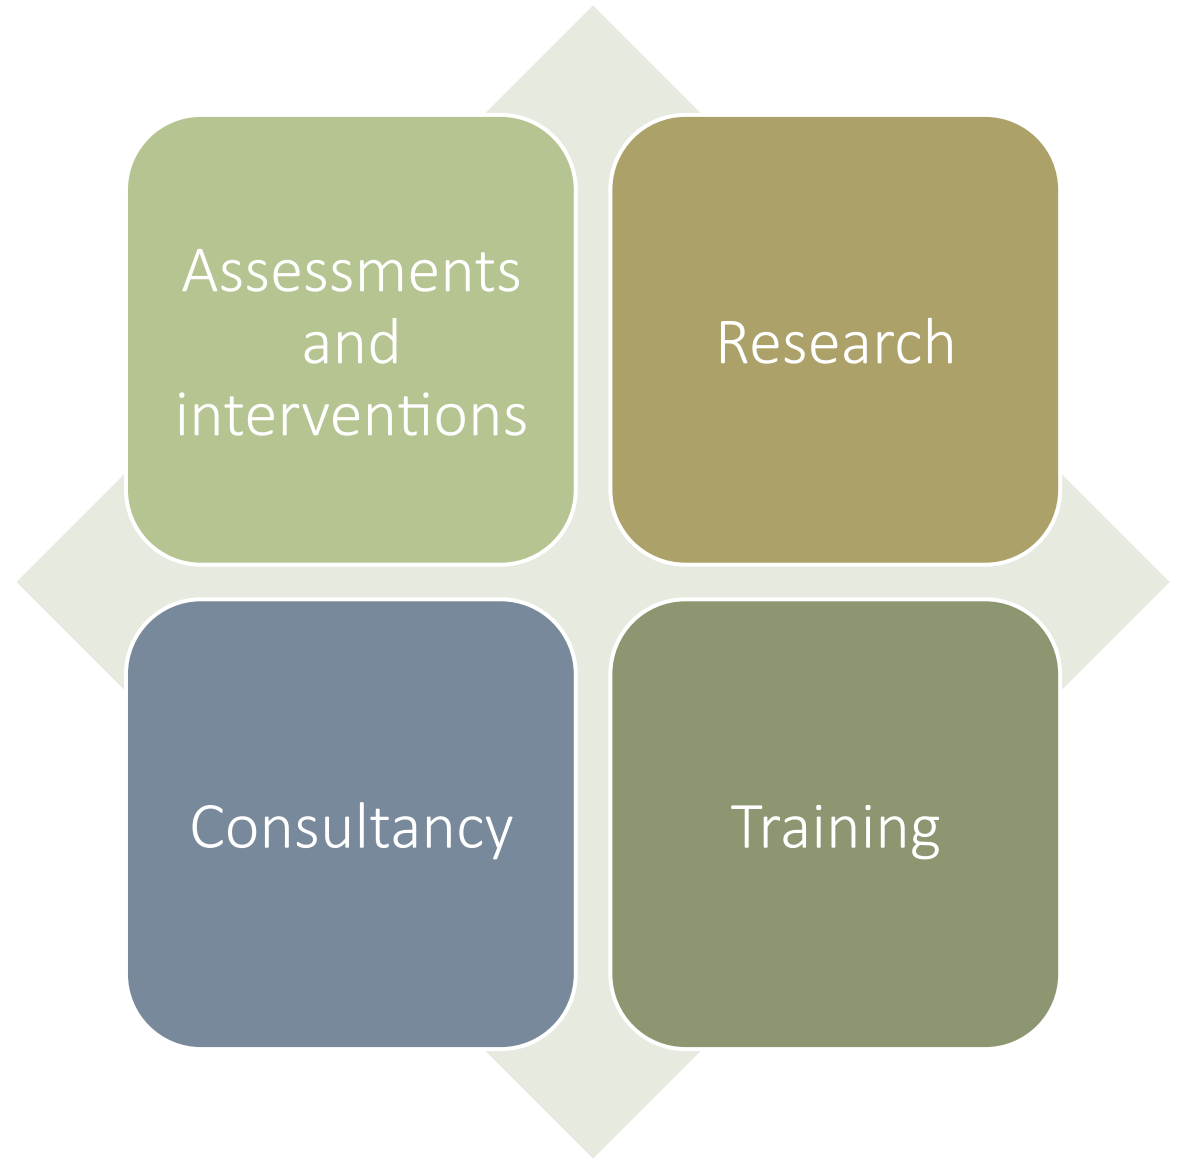 Assessments
and
interventions
Research
Consultancy
Training